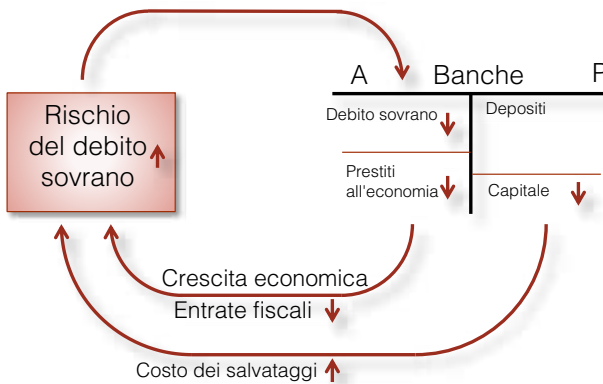 A Banche P
Rischio
del debito
sovrano
Debito sovrano
Depositi
Prestiti
all'economia
Capitale
Crescita economica
Entrate fiscali
Costo dei salvataggi